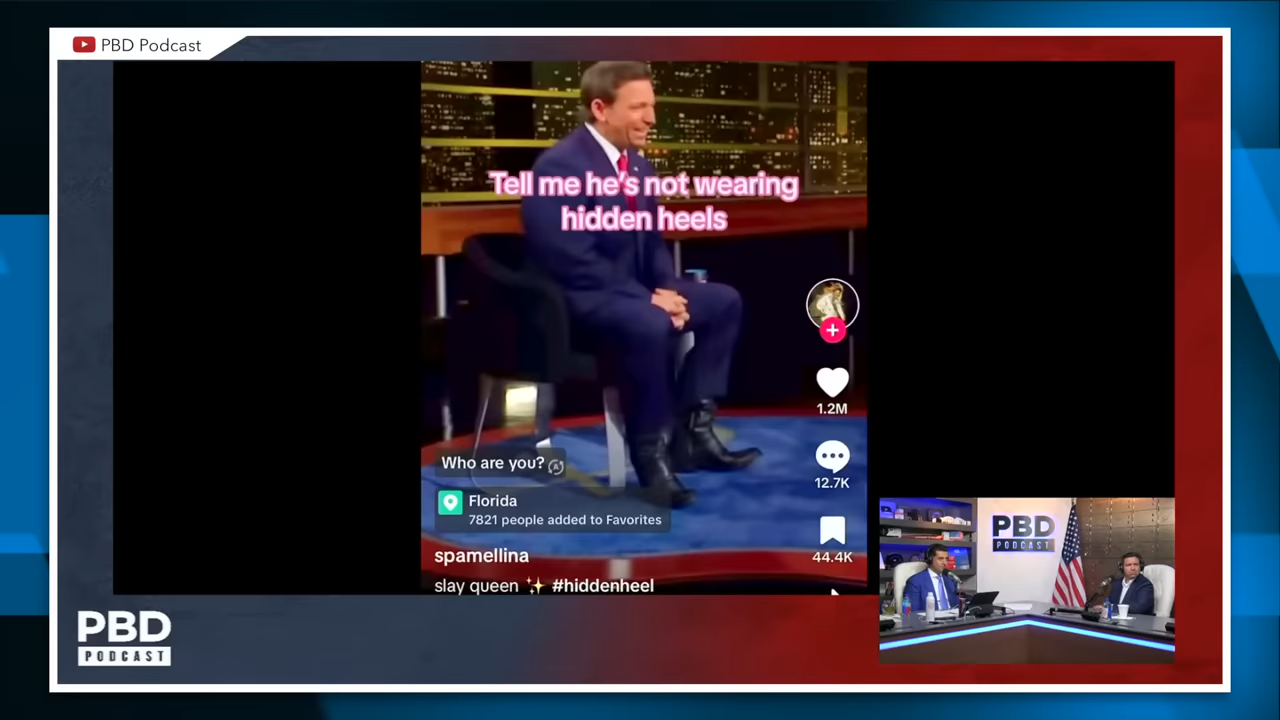 PBD Podcast
Tell me he's not wearing
hidden heels
1.2M
12.7K
44.4K
Who are you?
Florida
7821 people added to Favorites
spamellina
slay queen ✨ #hiddenheel
PBD
PODCAST
PBD
PODCAST